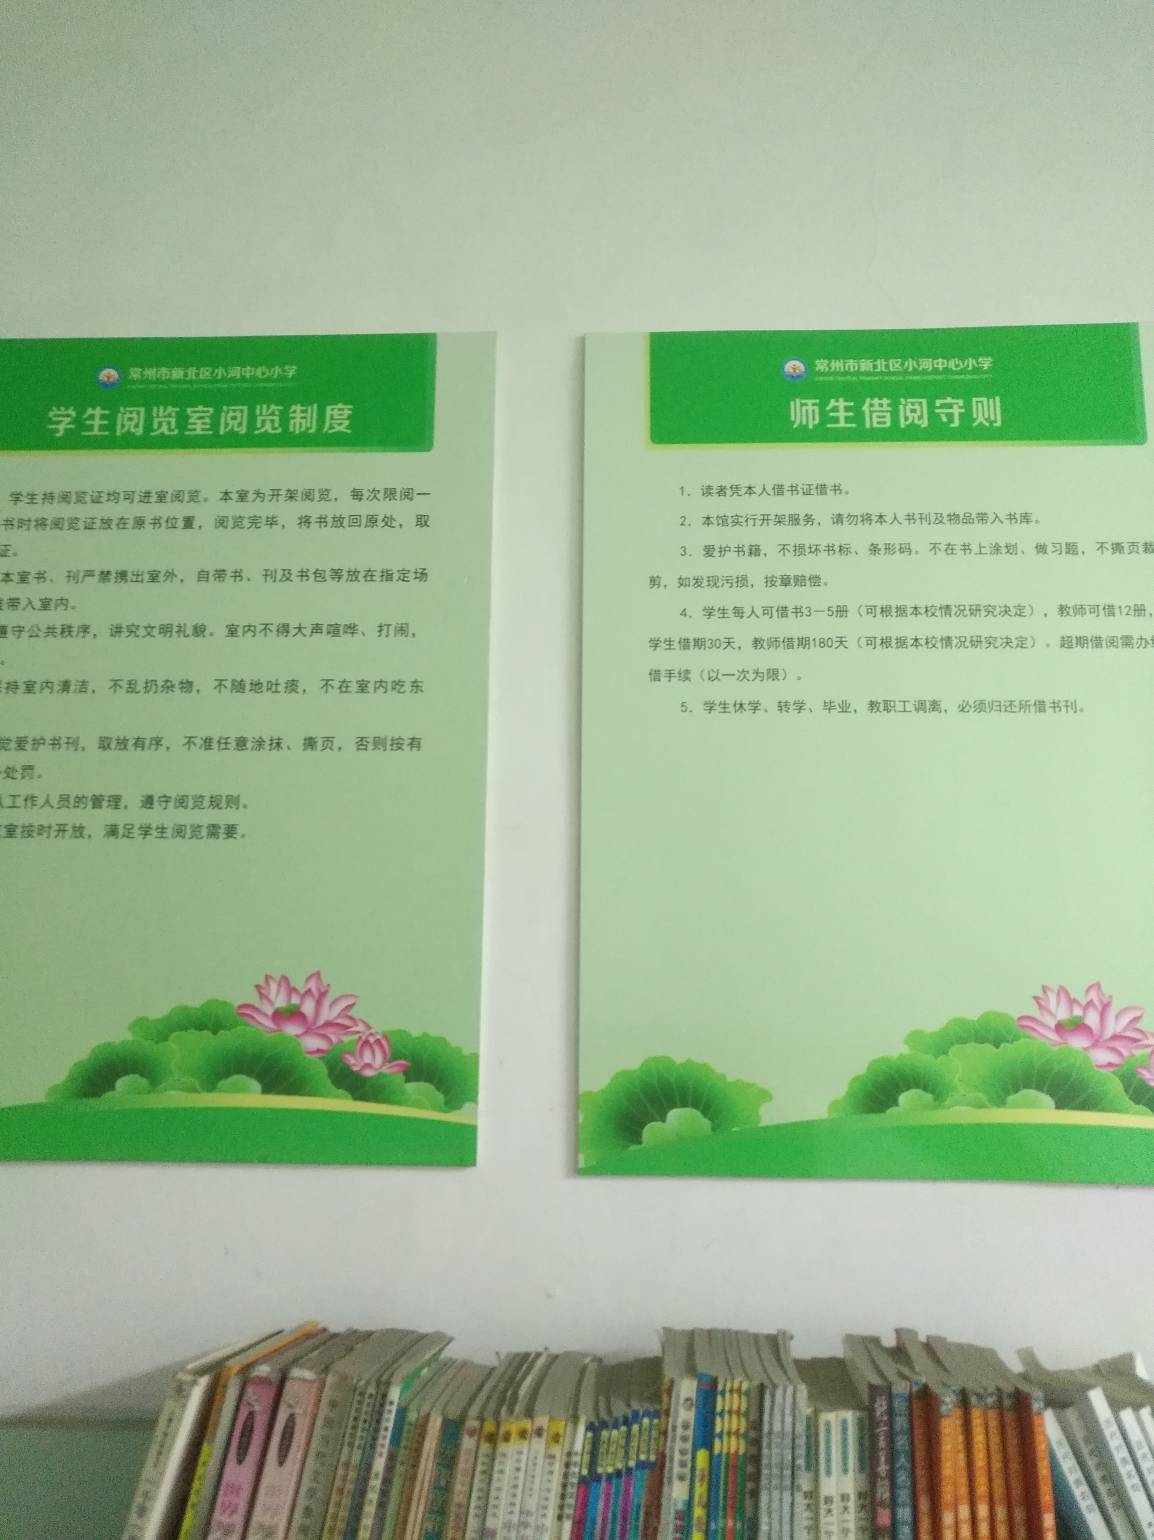 常州市新北区小河中心小学
学生阅览室阅览制度
学生持阅览证均可进室阅览。本室为开架阅览，每次限阅一
书时将阅览证放在原书位置，阅览完毕，将书放回原处，取
证。
本室书、刊严禁携出室外，自带书、刊及书包等放在指定场
带入室内。
遵守公共秩序，讲究文明礼貌。室内不得大声喧哗、打闹，
。
持室内清洁，不乱扔杂物，不随地吐痰，不在室内吃东
觉爱护书刊，取放有序，不准任意涂抹、撕页，否则按有
处罚。
工作人员的管理，遵守阅览规则。
室按时开放，满足学生阅览需要。
常州市新北区小河中心小学
师生借阅守则
1．读者凭本人借书证借书。
2．本馆实行开架服务，请勿将本人书刊及物品带入书库。
3．爱护书籍，不损坏书标、条形码。不在书上涂划、做习题，不撕页裁
剪，如发现污损，按章赔偿。
4．学生每人可借书3－5册（可根据本校情况研究决定），教师可借12册，
学生借期30天，教师借期180天（可根据本校情况研究决定）。超期借阅需办续
借手续（以一次为限）。
5．学生休学、转学、毕业，教职工调离，必须归还所借书刊。